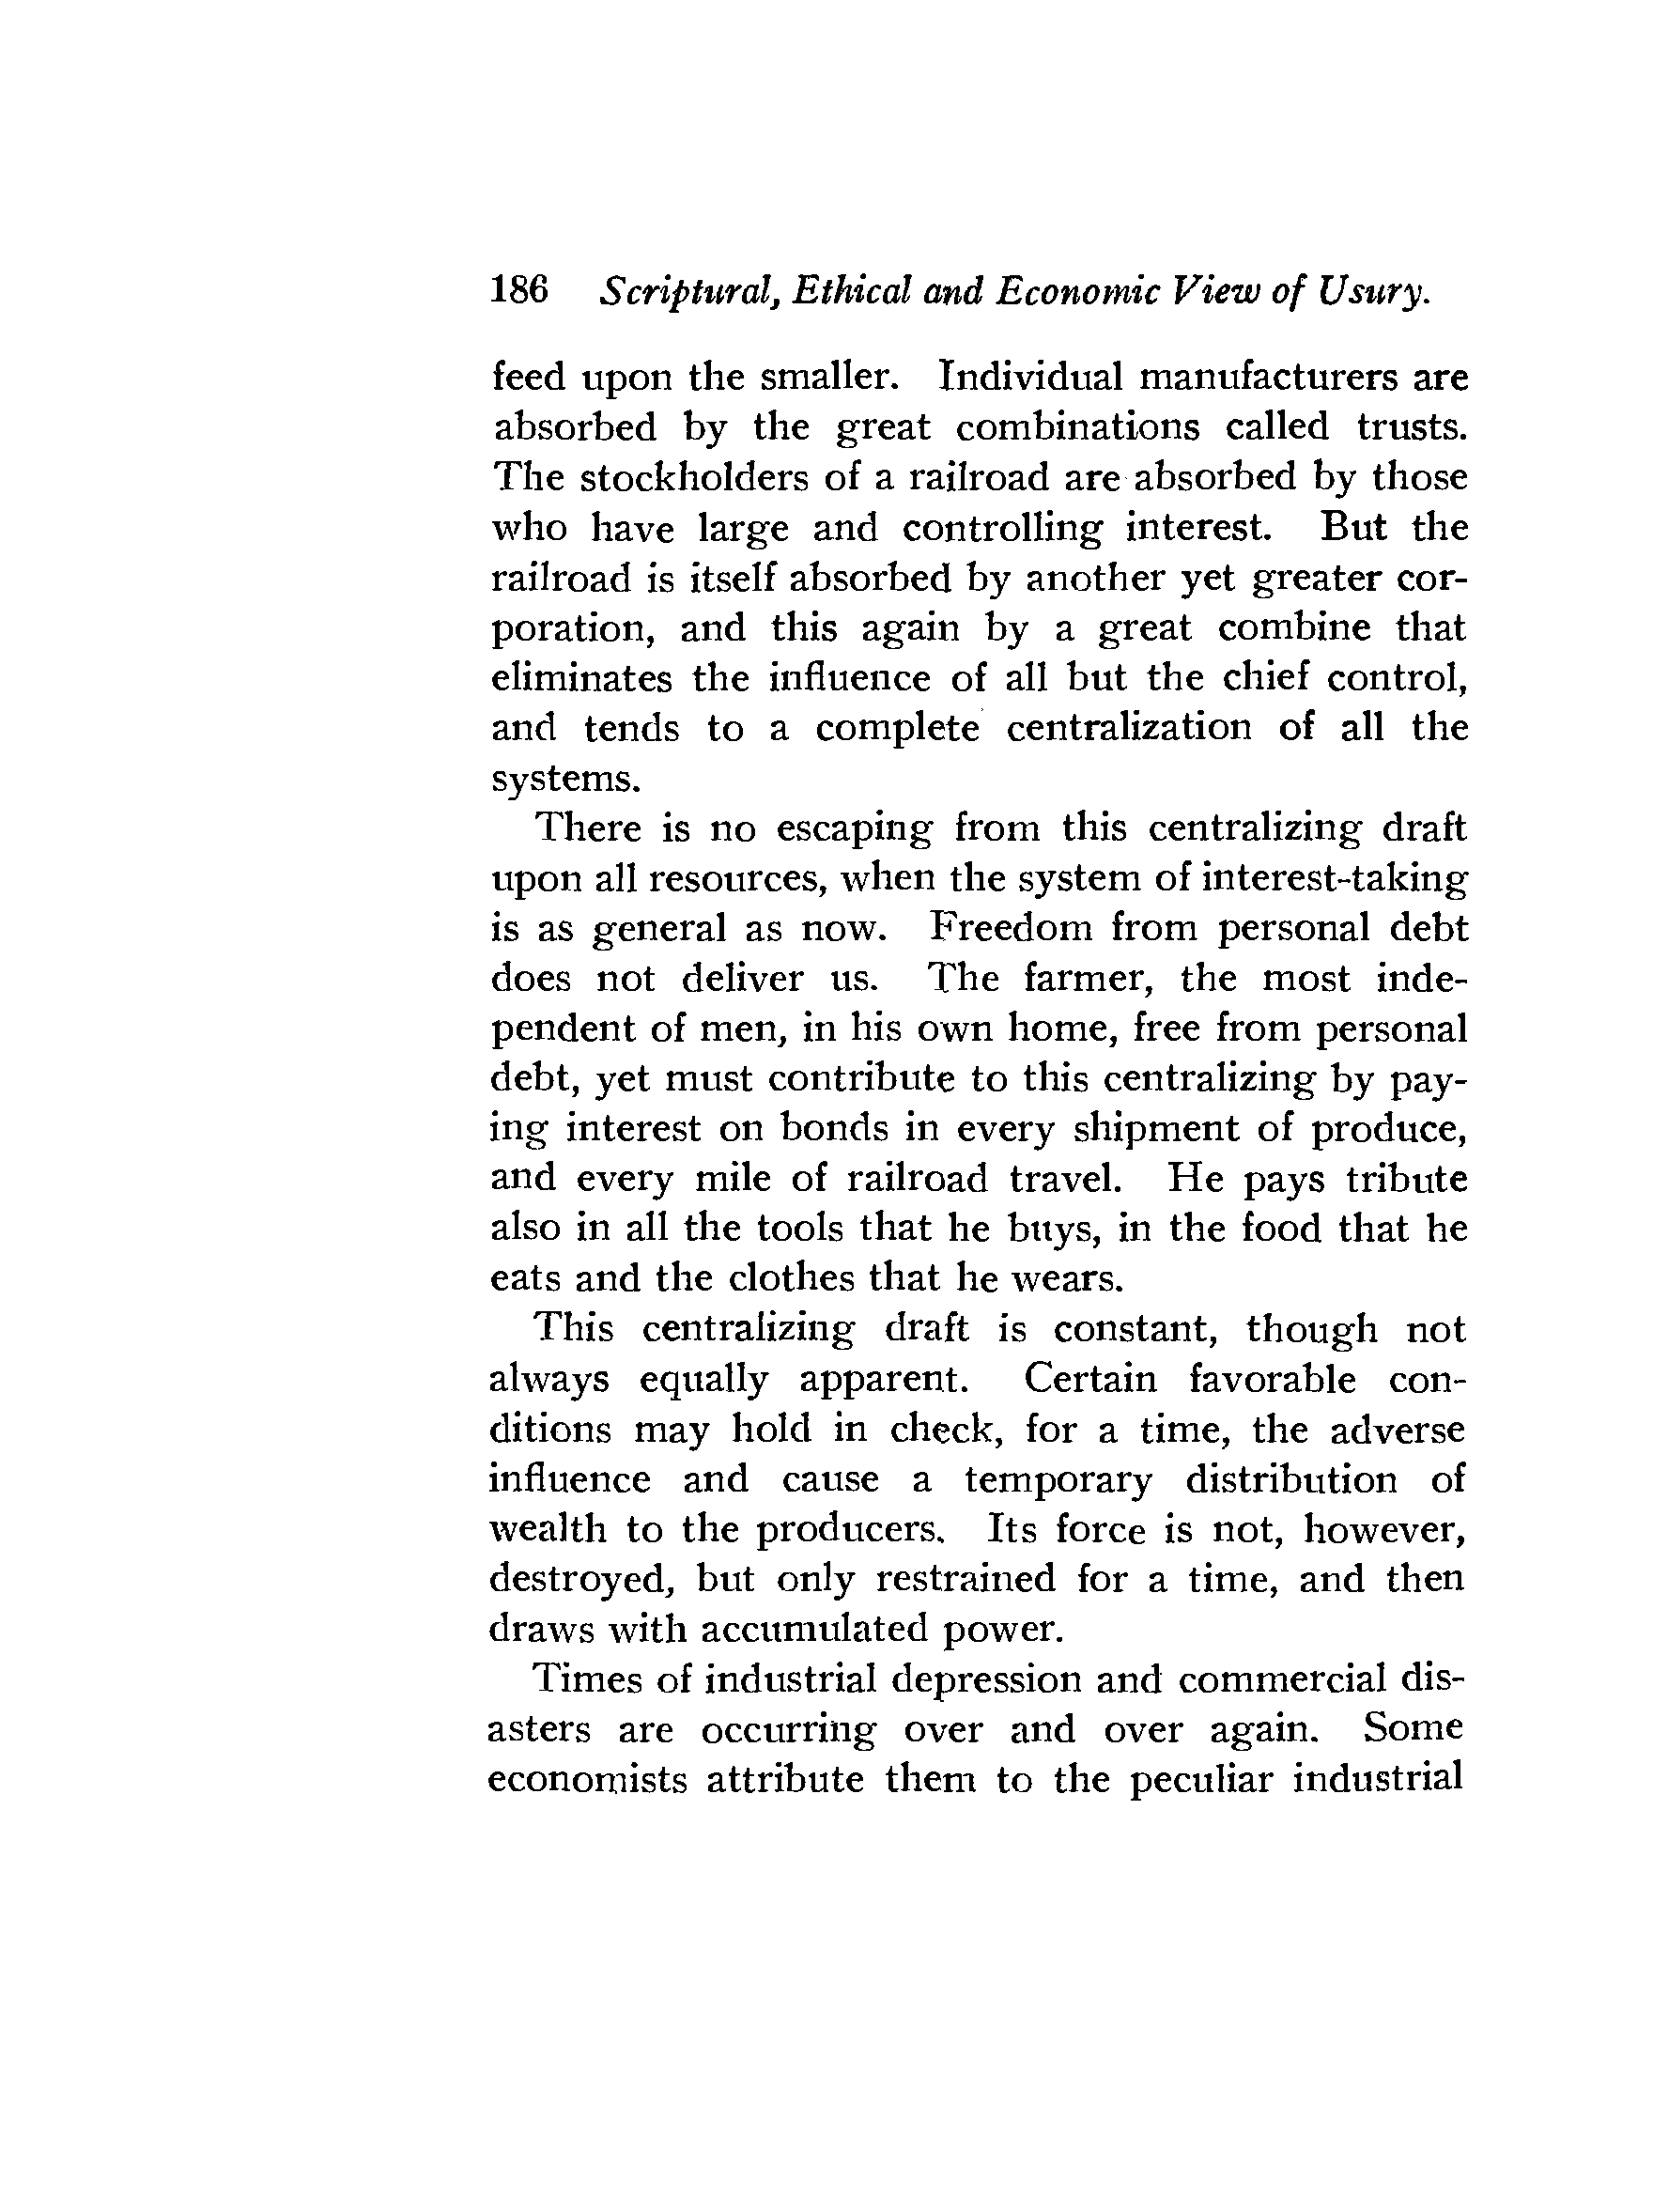 186 Scriptural, Ethical and Economic View of Usury.
feed upon the smaller. Individual manufacturers are
absorbed by the great combinations called trusts.
The stockholders of a railroad are absorbed by those
who have large and controlling interest. But the
railroad is itself absorbed by another yet greater cor-
poration, and this again by a great combine that
eliminates the influence of all but the chief control,
and tends to a complete centralization of all the
systems.
There is no escaping from this centralizing draft
upon all resources, when the system of interest-taking
is as general as now. Freedom from personal debt
does not deliver us. The farmer, the most inde-
pendent of men, in his own home, free from personal
debt, yet must contribute to this centralizing by pay-
ing interest on bonds in every shipment of produce,
and every mile of railroad travel. He pays tribute
also in all the tools that he buys, in the food that he
eats and the clothes that he wears.
This centralizing draft is constant, though not
always equally apparent. Certain favorable con-
ditions may hold in check, for a time, the adverse
influence and cause a temporary distribution of
wealth to the producers. Its force is not, however,
destroyed, but only restrained for a time, and then
draws with accumulated power.
Times of industrial depression and commercial dis-
asters are occurring over and over again. Some
economists attribute them to the peculiar industrial